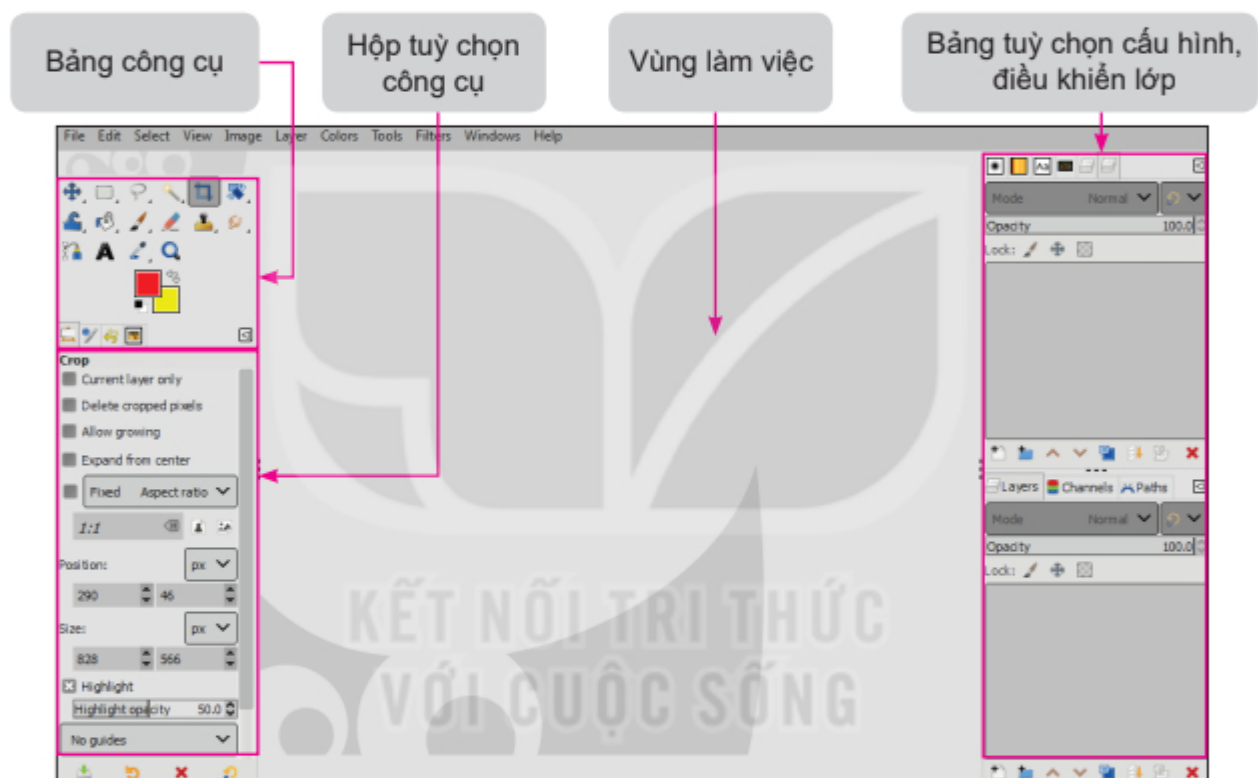 Bảng công cụ
Hộp tuỳ chọn
công cụ
Vùng làm việc
Bảng tuỳ chọn cấu hình,
điều khiển lớp
File Edit Select View Image Layer Colors Tools Filters Windows Help
Mode Normal
Opacity 100.0
Lock:
Crop
Current layer only
Delete cropped pixels
Allow growing
Expand from center
Fixed Aspect ratio
1:1
Position: px
290 46
Size: px
828 566
Highlight
Highlight opacity 50.0
No guides
Layers Channels Paths
Mode Normal
Opacity 100.0
Lock:
KẾT NỐI TRI THỨC
VỚI CUỘC SỐNG